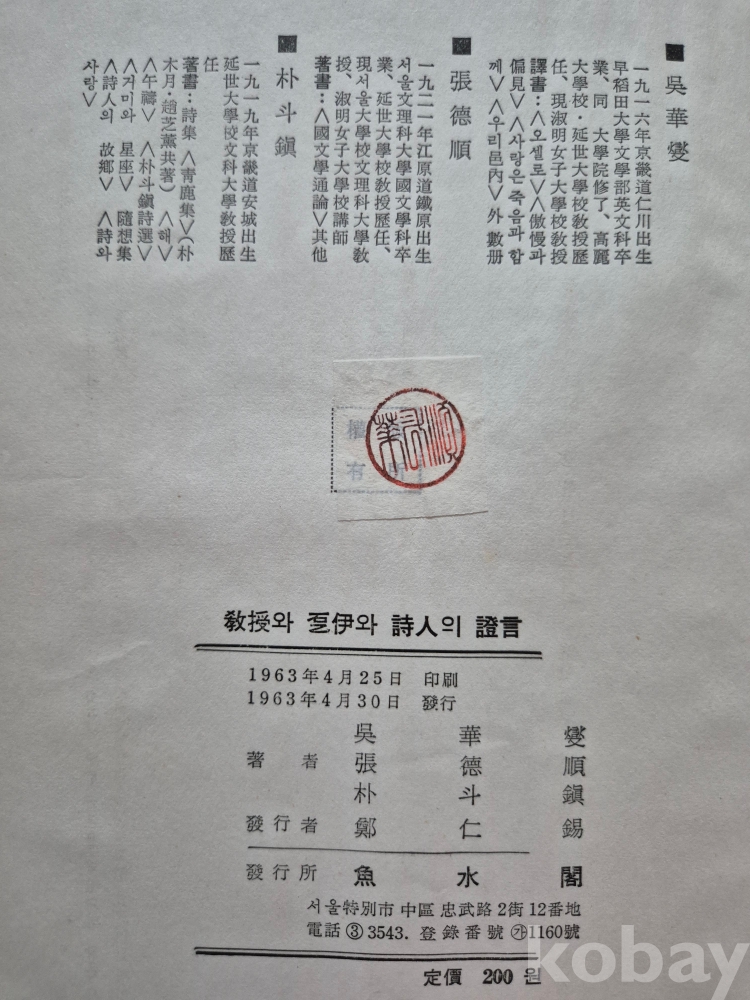 ■ 吳華燮
一九一六年京畿道仁川出生
早稻田大學文學部英文科卒
業、同 大學院修了、高麗
大學校・延世大學校敎授歷
任、現淑明女子大學校敎授
譯書：＜오셀로＞＜傲慢과
偏見＞＜사랑은죽음과함
께＞＜우리邑內＞外 數册
■ 張德順
一九二一年江原道鐵原出生
서울文理科大學國文學科卒
業、延世大學校敎授歷任、
現서울大學校文理科大學敎
授、淑明女子大學校講師
著書：＜國文學通論＞其他
■ 朴斗鎭
一九一九年京畿道安城出生
延世大學校文科大學敎授歷
任
著書：詩集 ＜靑鹿集＞(朴
木月・趙芝薰共著) ＜해＞
＜午禱＞ ＜朴斗鎭詩選＞
＜거미와 星座＞ 隨想集
＜詩人의 故鄕＞ ＜詩와
사랑＞
敎授와 돌伊와 詩人의 證言
1963年4月25日 印刷
1963年4月30日 發行
著者 吳華燮
張德順
朴斗鎭
發行者 鄭仁錫
發行所 魚水閣
서울特別市 中區 忠武路 2街 12番地
電話 ③ 3543. 登錄番號 ㉮1160號
定價 200 원
kobay